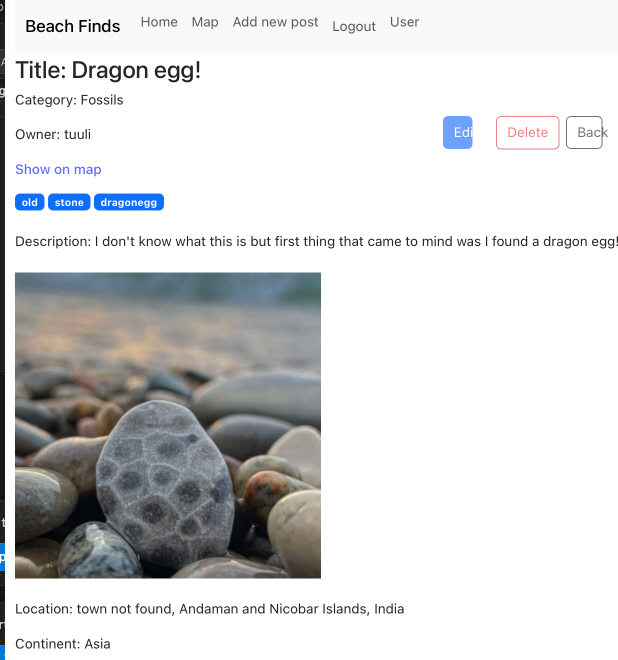 Beach Finds Home Map Add new post Logout User
Title: Dragon egg!
Category: Fossils
Owner: tuuli
Edi Delete Back
Show on map
old stone dragonegg
Description: I don't know what this is but first thing that came to mind was I found a dragon egg!
Location: town not found, Andaman and Nicobar Islands, India
Continent: Asia